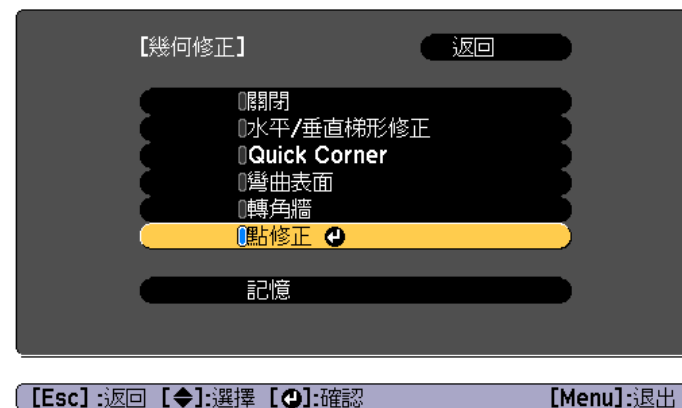 [幾何修正] 返回
關閉
水平/垂直梯形修正
Quick Corner
彎曲表面
轉角牆
點修正
記憶
[Esc] :返回 [◆]:選擇 [↵]:確認 [Menu]:退出